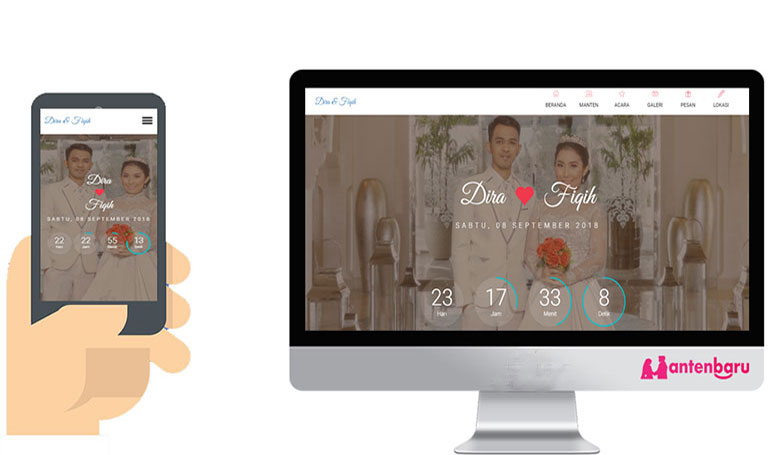 Dira & Fiqih
Dira
Fiqih
SABTU, 08 SEPTEMBER 2018
22 22 55 13
Hari Jam Menit Detik
Dira & Fiqih
BERANDA MANTEN ACARA GALERI PESAN LOKASI
Dira Fiqih
SABTU, 08 SEPTEMBER 2018
23 17 33 8
Hari Jam Menit Detik
Mantenbaru